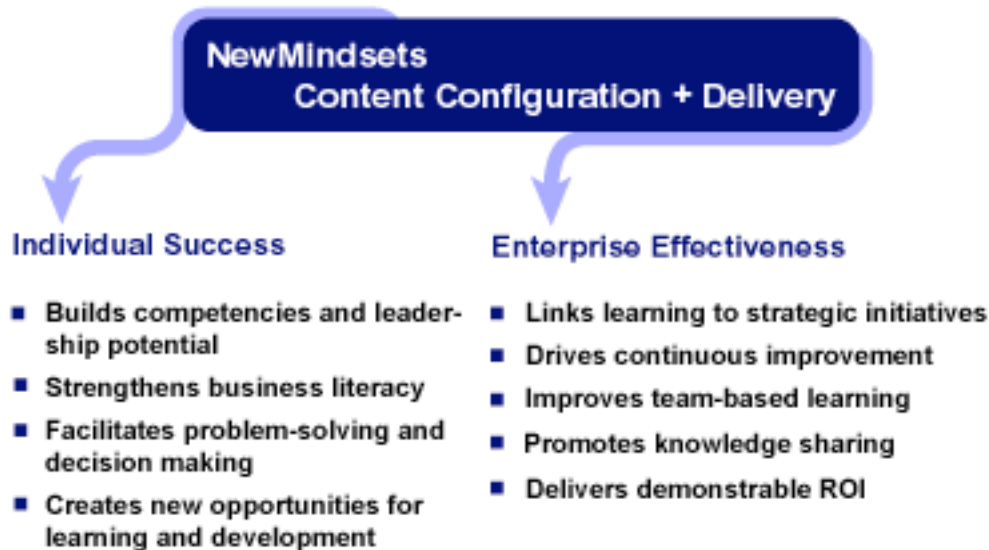 NewMindsets
Content Configuration + Delivery
Individual Success
Builds competencies and leader-
ship potential
Strengthens business literacy
Facilitates problem-solving and
decision making
Creates new opportunities for
learning and development
Enterprise Effectiveness
Links learning to strategic initiatives
Drives continuous improvement
Improves team-based learning
Promotes knowledge sharing
Delivers demonstrable ROI